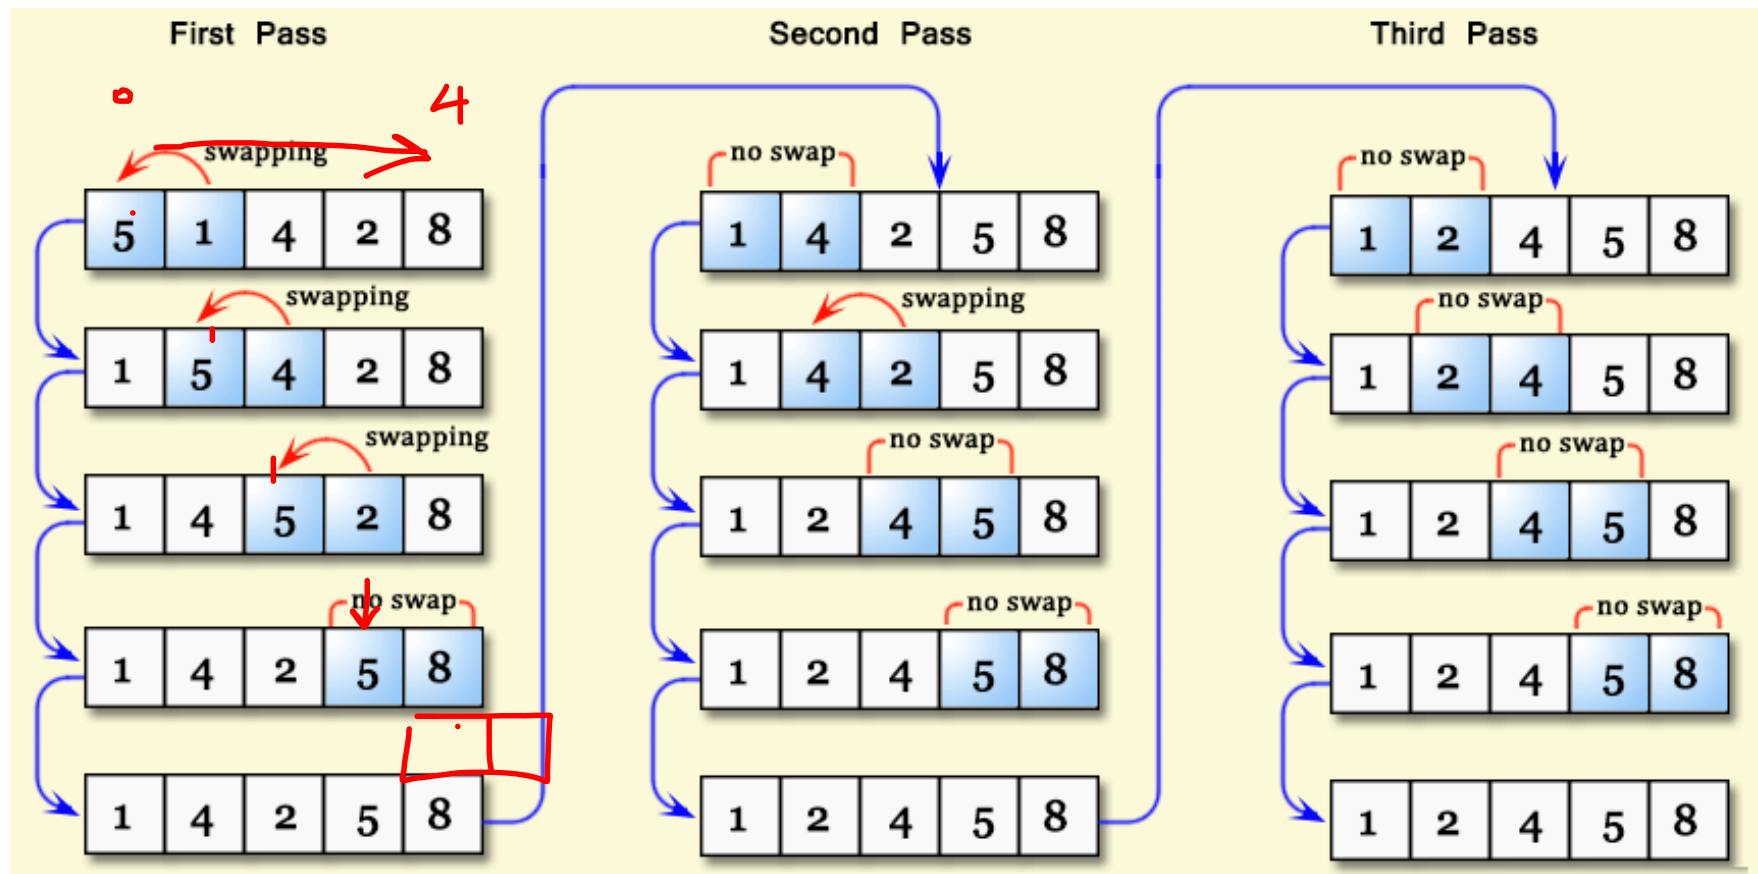 First Pass
0 4
swapping
5 1 4 2 8
swapping
1 5 4 2 8
swapping
1 4 5 2 8
no swap
1 4 2 5 8
1 4 2 5 8
Second Pass
no swap
1 4 2 5 8
swapping
1 4 2 5 8
no swap
1 2 4 5 8
no swap
1 2 4 5 8
1 2 4 5 8
Third Pass
no swap
1 2 4 5 8
no swap
1 2 4 5 8
no swap
1 2 4 5 8
no swap
1 2 4 5 8
1 2 4 5 8